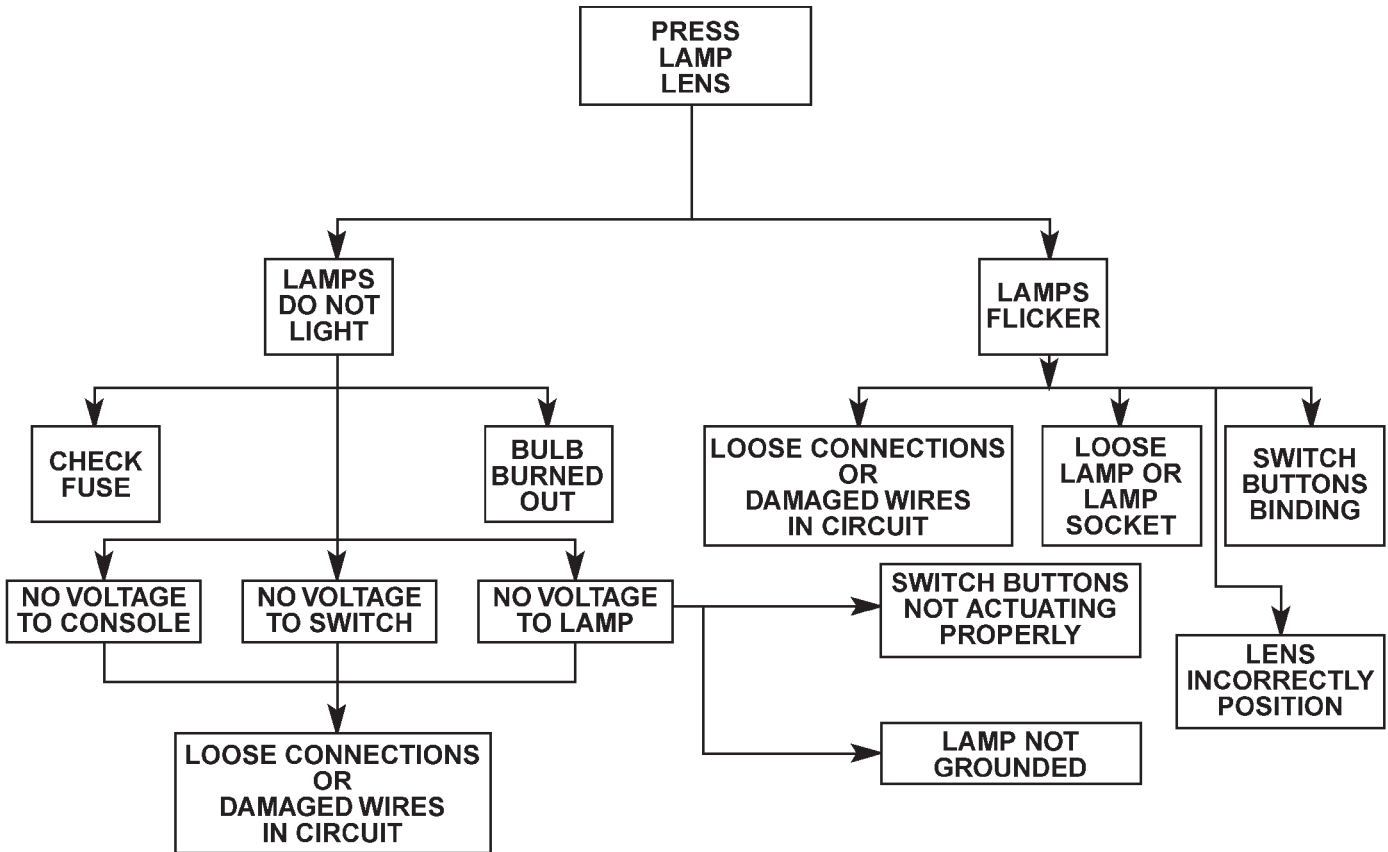 PRESS
LAMP
LENS
LAMPS
DO NOT
LIGHT
LAMPS
FLICKER
CHECK
FUSE
BULB
BURNED
OUT
LOOSE CONNECTIONS
OR
DAMAGED WIRES
IN CIRCUIT
LOOSE
LAMP OR
LAMP
SOCKET
SWITCH
BUTTONS
BINDING
NO VOLTAGE
TO CONSOLE
NO VOLTAGE
TO SWITCH
NO VOLTAGE
TO LAMP
SWITCH BUTTONS
NOT ACTUATING
PROPERLY
LENS
INCORRECTLY
POSITION
LOOSE CONNECTIONS
OR
DAMAGED WIRES
IN CIRCUIT
LAMP NOT
GROUNDED